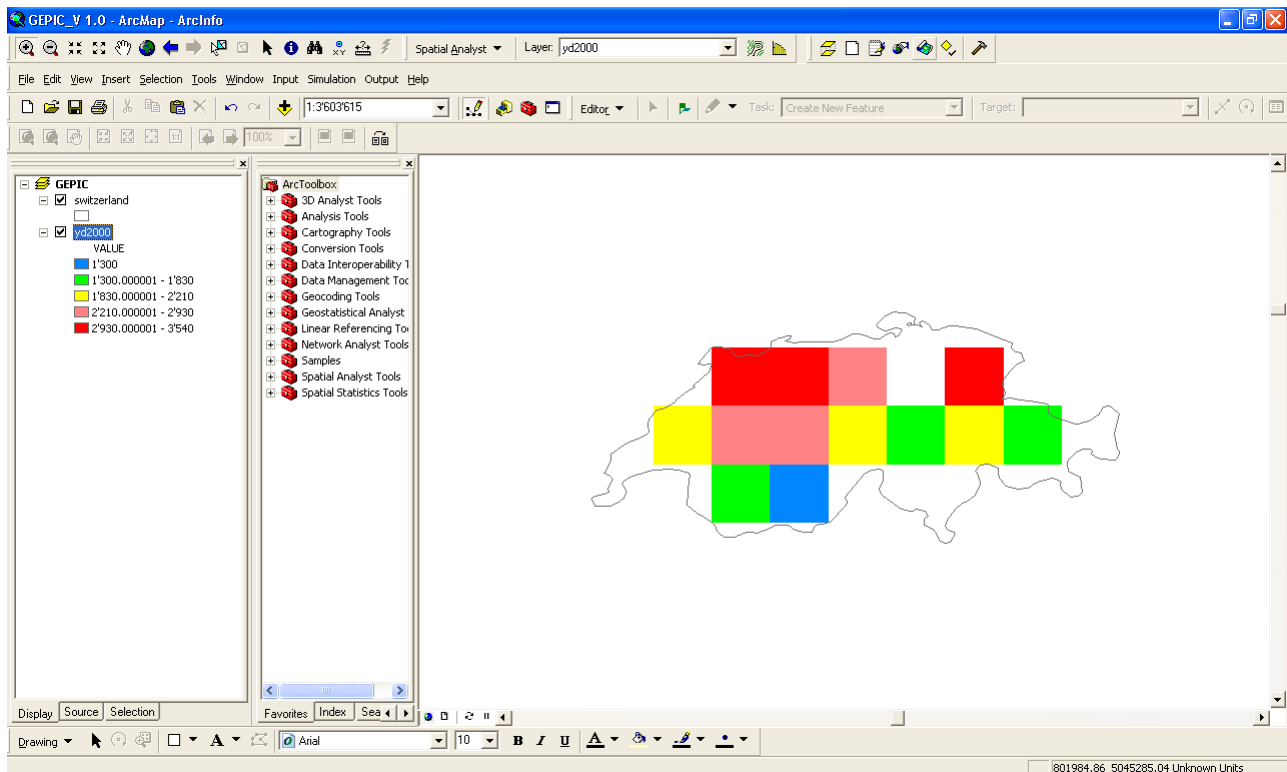 GEPIC_V 1.0 - ArcMap - ArcInfo
Spatial Analyst Layer: yd2000
File Edit View Insert Selection Tools Window Input Simulation Output Help
1:3'603'615 Editor Task: Create New Feature Target:
1:1 100%
GEPIC
switzerland
yd2000
VALUE
1'300
1'300.000001 - 1'830
1'830.000001 - 2'210
2'210.000001 - 2'930
2'930.000001 - 3'540
ArcToolbox
3D Analyst Tools
Analysis Tools
Cartography Tools
Conversion Tools
Data Interoperability T
Data Management Toc
Geocoding Tools
Geostatistical Analyst
Linear Referencing Too
Network Analyst Tools
Samples
Spatial Analyst Tools
Spatial Statistics Tools
Display Source Selection
Favorites Index Sea
Drawing A Arial 10 B I U A
801984.86 5045285.04 Unknown Units